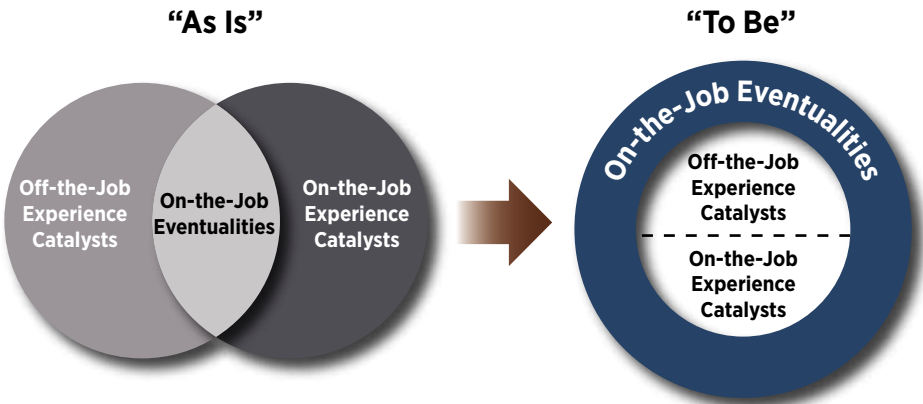 “As Is”
Off-the-Job
Experience
Catalysts
On-the-Job
Eventualities
On-the-Job
Experience
Catalysts
“To Be”
On-the-Job Eventualities
Off-the-Job
Experience
Catalysts
On-the-Job
Experience
Catalysts